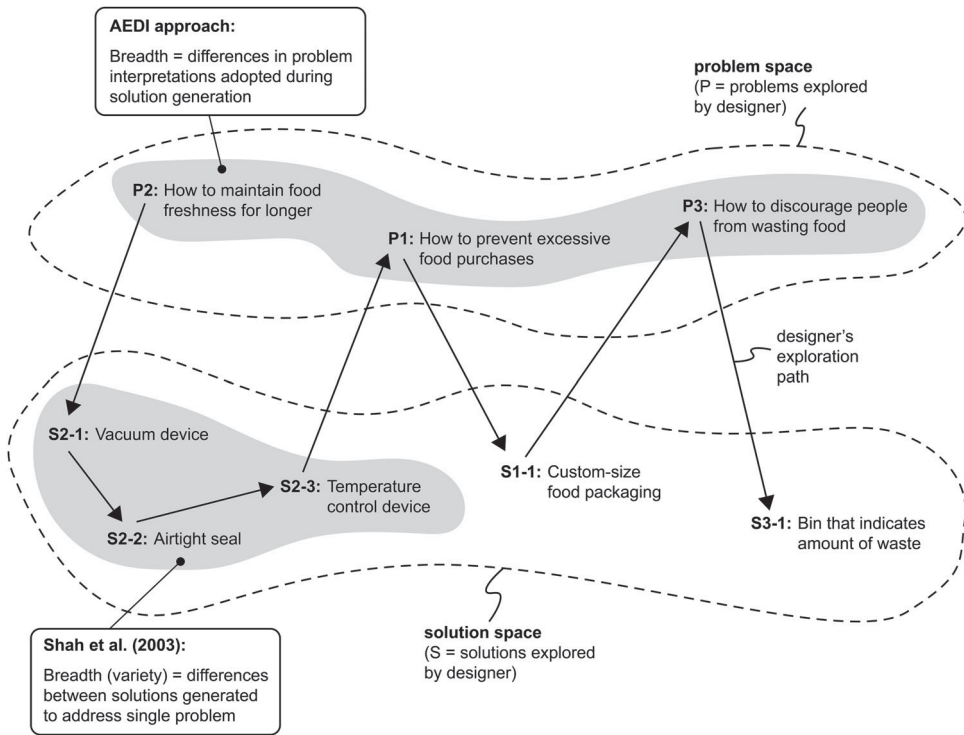 AEDI approach:
Breadth = differences in problem
interpretations adopted during
solution generation
problem space
(P = problems explored
by designer)
P2: How to maintain food
freshness for longer
P1: How to prevent excessive
food purchases
P3: How to discourage people
from wasting food
designer’s
exploration
path
S2-1: Vacuum device
S2-2: Airtight seal
S2-3: Temperature
control device
S1-1: Custom-size
food packaging
S3-1: Bin that indicates
amount of waste
Shah et al. (2003):
Breadth (variety) = differences
between solutions generated
to address single problem
solution space
(S = solutions explored
by designer)